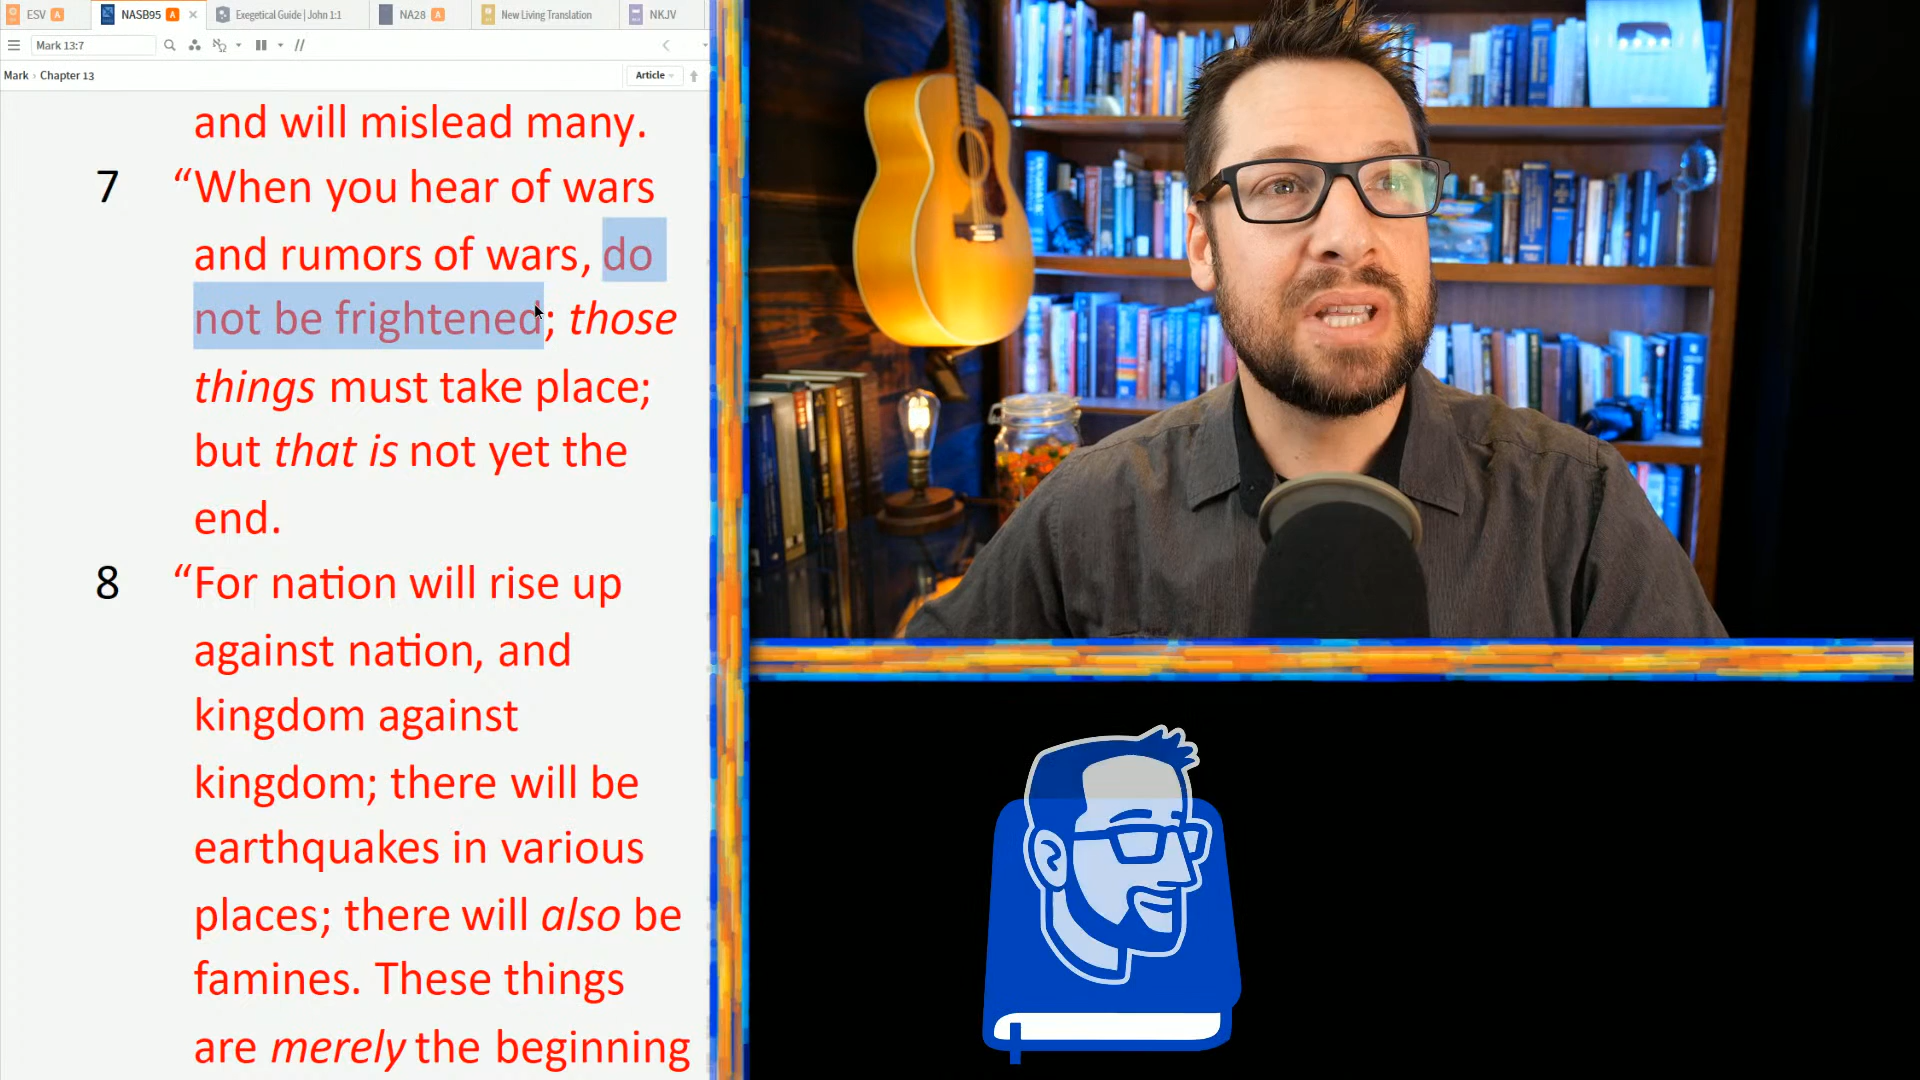 ESV A NASB95 A Exegetical Guide | John 1:1 NA28 A New Living Translation NKJV
Mark 13:7
Mark › Chapter 13 Article
and will mislead many.
7 “When you hear of wars
and rumors of wars, do
not be frightened; those
things must take place;
but that is not yet the
end.
8 “For nation will rise up
against nation, and
kingdom against
kingdom; there will be
earthquakes in various
places; there will also be
famines. These things
are merely the beginning